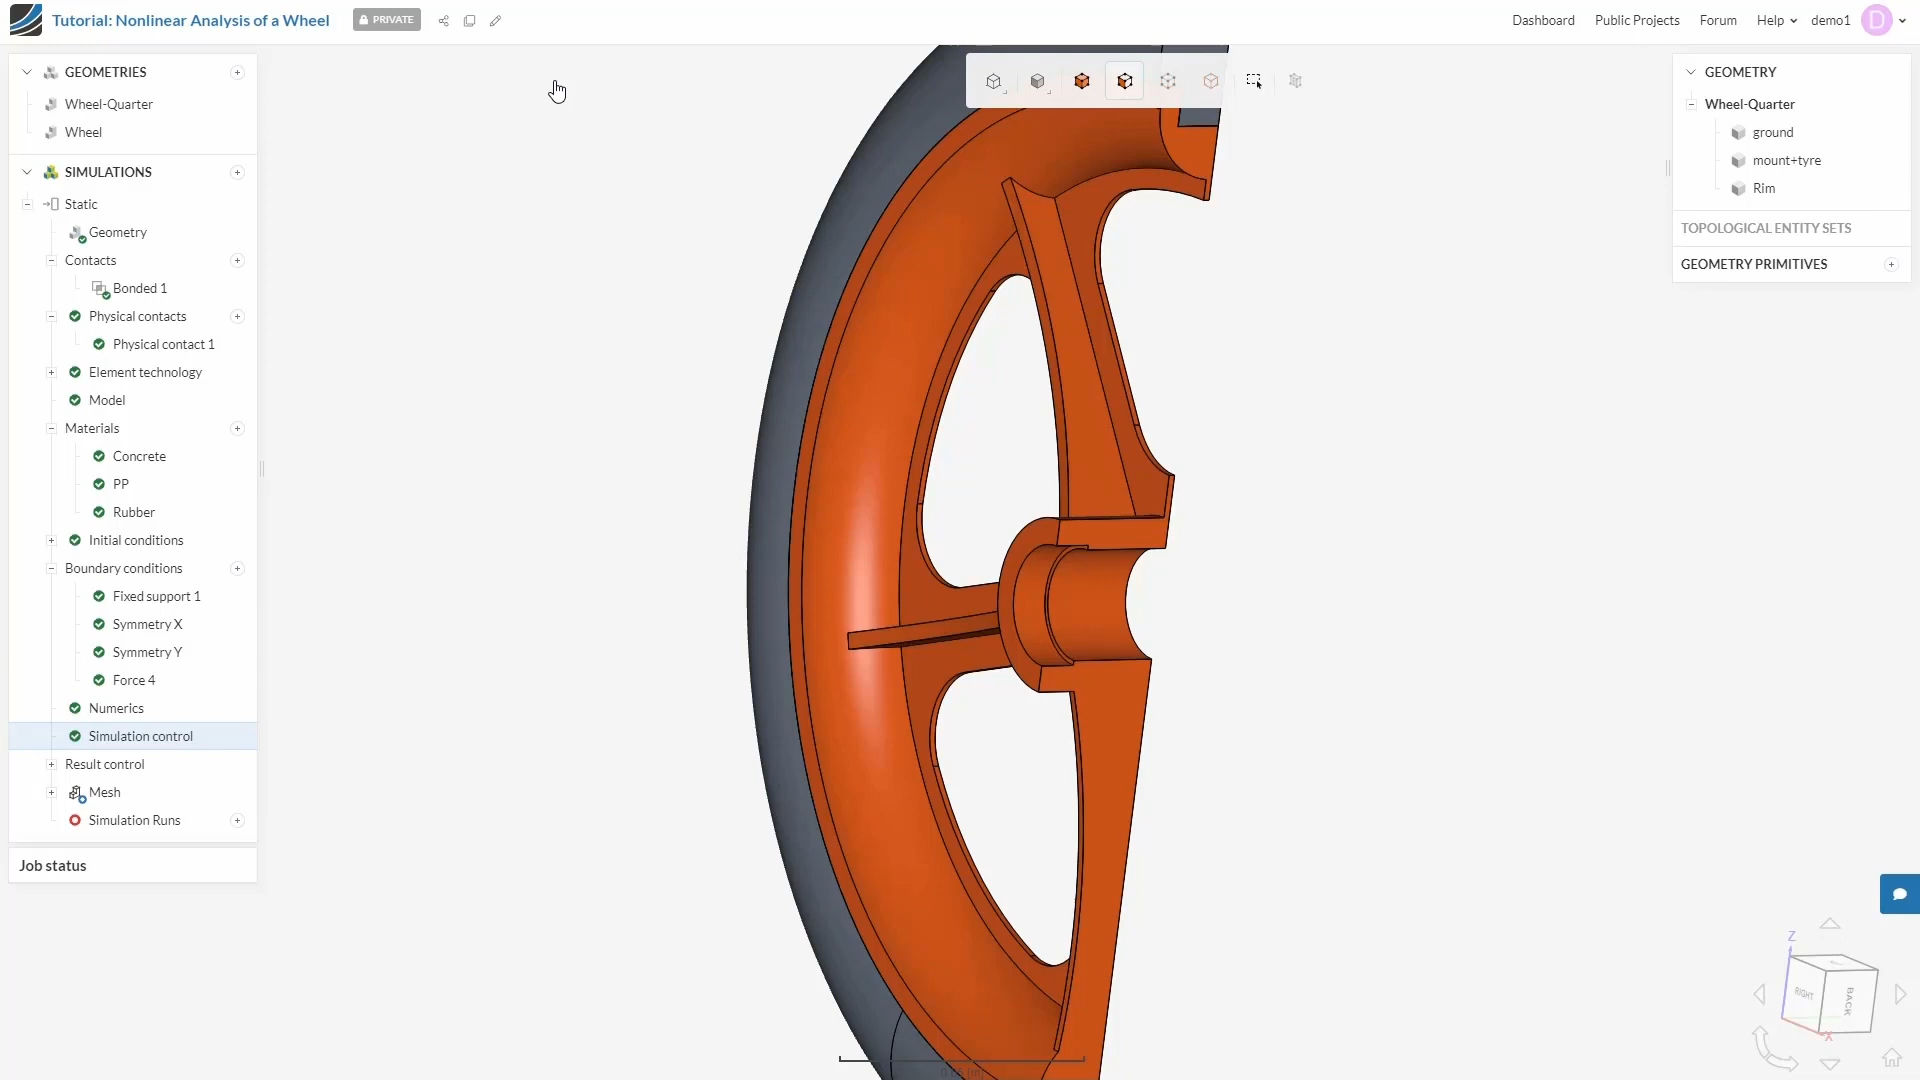 Tutorial: Nonlinear Analysis of a Wheel
PRIVATE
Dashboard
Public Projects
Forum
Help
demo1
D
GEOMETRIES
Wheel-Quarter
Wheel
SIMULATIONS
Static
Geometry
Contacts
Bonded 1
Physical contacts
Physical contact 1
Element technology
Model
Materials
Concrete
PP
Rubber
Initial conditions
Boundary conditions
Fixed support 1
Symmetry X
Symmetry Y
Force 4
Numerics
Simulation control
Result control
Mesh
Simulation Runs
Job status
GEOMETRY
Wheel-Quarter
ground
mount+tyre
Rim
TOPOLOGICAL ENTITY SETS
GEOMETRY PRIMITIVES
Z
RIGHT
BACK
X